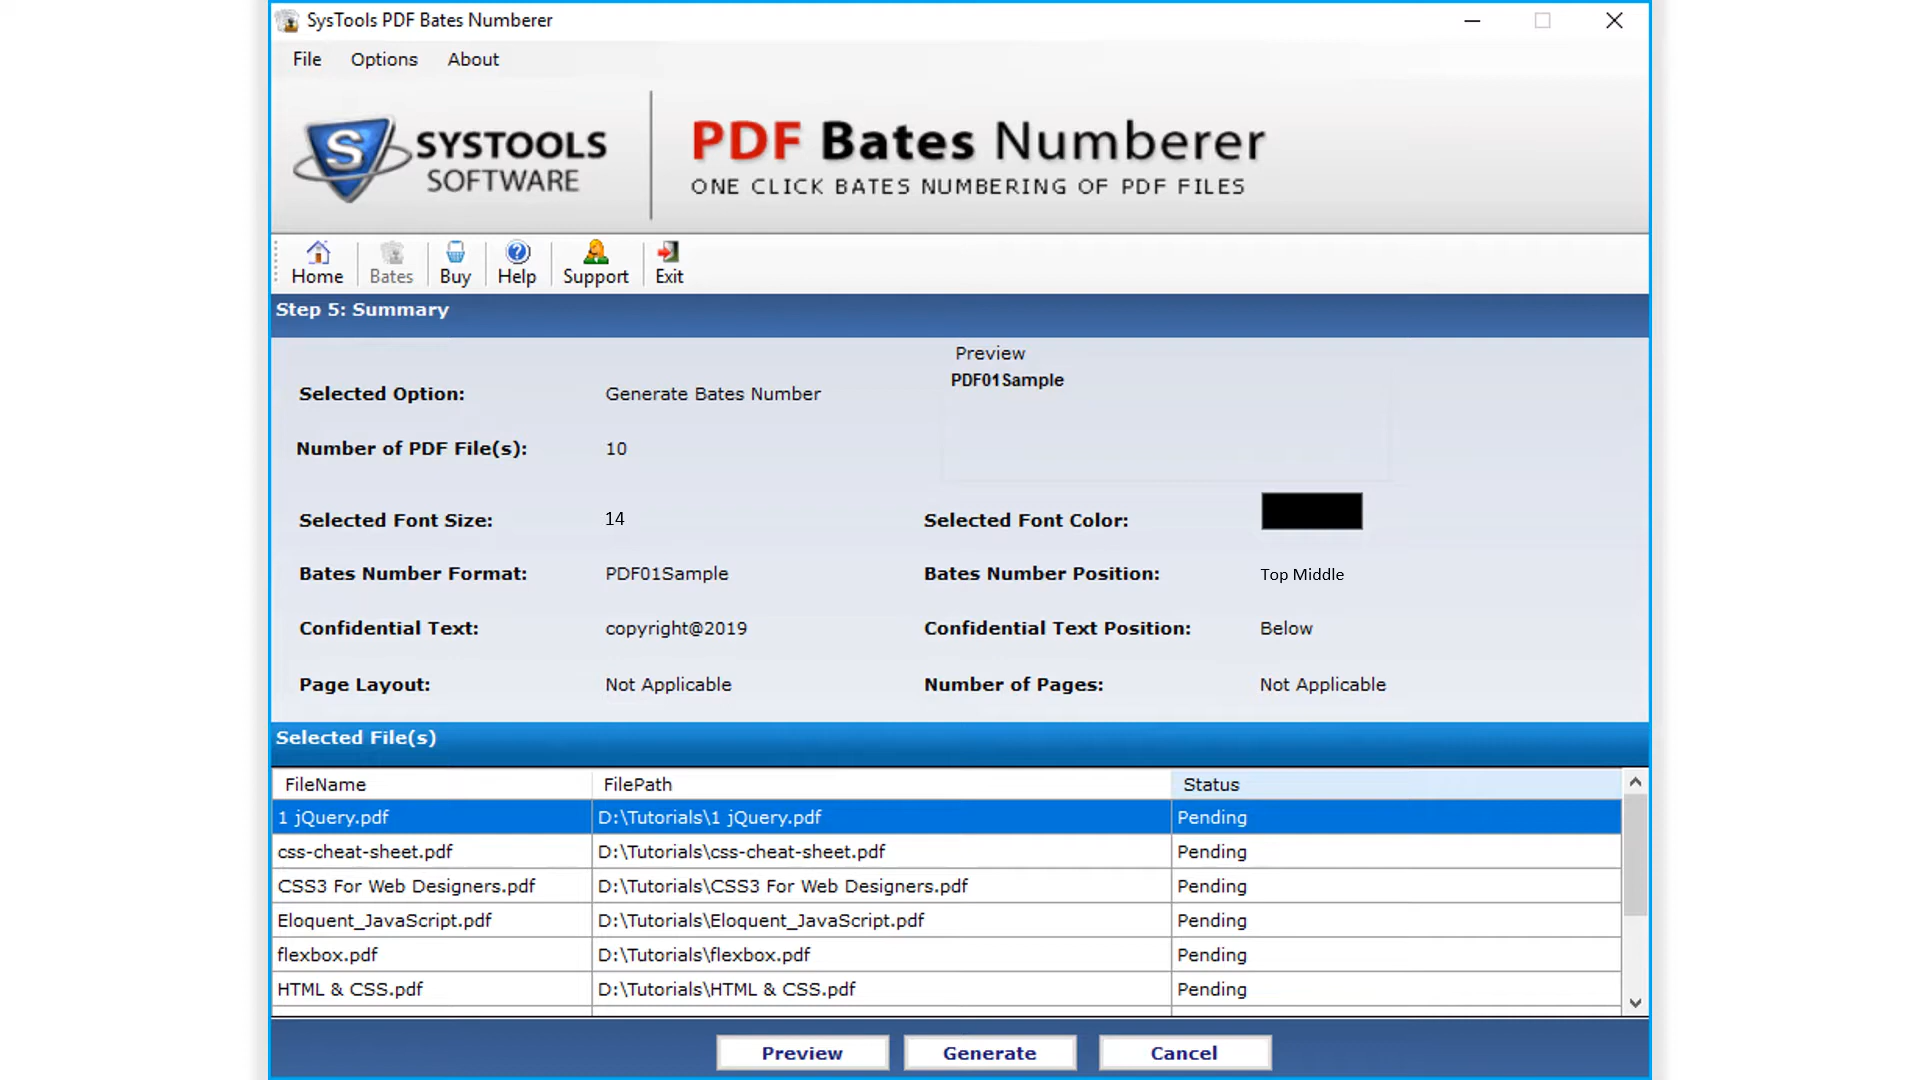 SysTools PDF Bates Numberer
File Options About
S SYSTOOLS
SOFTWARE
PDF Bates Numberer
ONE CLICK BATES NUMBERING OF PDF FILES
Home Bates Buy Help Support Exit
Step 5: Summary
Preview
PDF01Sample
Selected Option: Generate Bates Number
Number of PDF File(s): 10
Selected Font Size: 14 Selected Font Color:
Bates Number Format: PDF01Sample Bates Number Position: Top Middle
Confidential Text: copyright@2019 Confidential Text Position: Below
Page Layout: Not Applicable Number of Pages: Not Applicable
Selected File(s)
FileName FilePath Status
1 jQuery.pdf D:\Tutorials\1 jQuery.pdf Pending
css-cheat-sheet.pdf D:\Tutorials\css-cheat-sheet.pdf Pending
CSS3 For Web Designers.pdf D:\Tutorials\CSS3 For Web Designers.pdf Pending
Eloquent_JavaScript.pdf D:\Tutorials\Eloquent_JavaScript.pdf Pending
flexbox.pdf D:\Tutorials\flexbox.pdf Pending
HTML & CSS.pdf D:\Tutorials\HTML & CSS.pdf Pending
Preview Generate Cancel